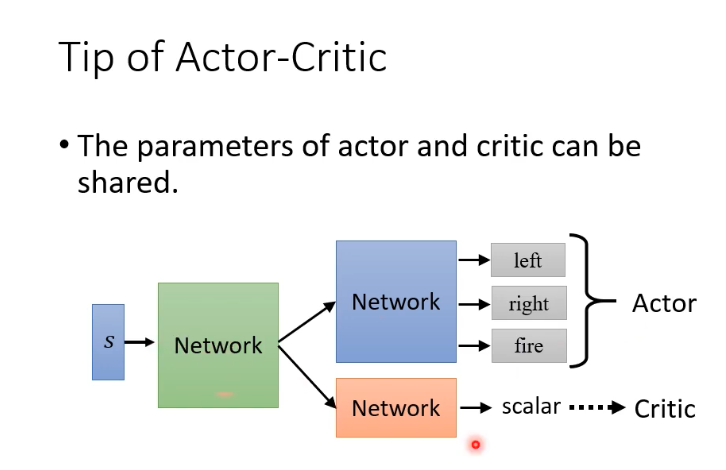 Tip of Actor-Critic
• The parameters of actor and critic can be
shared.
s
Network
Network
left
right
fire
Actor
Network
scalar
Critic